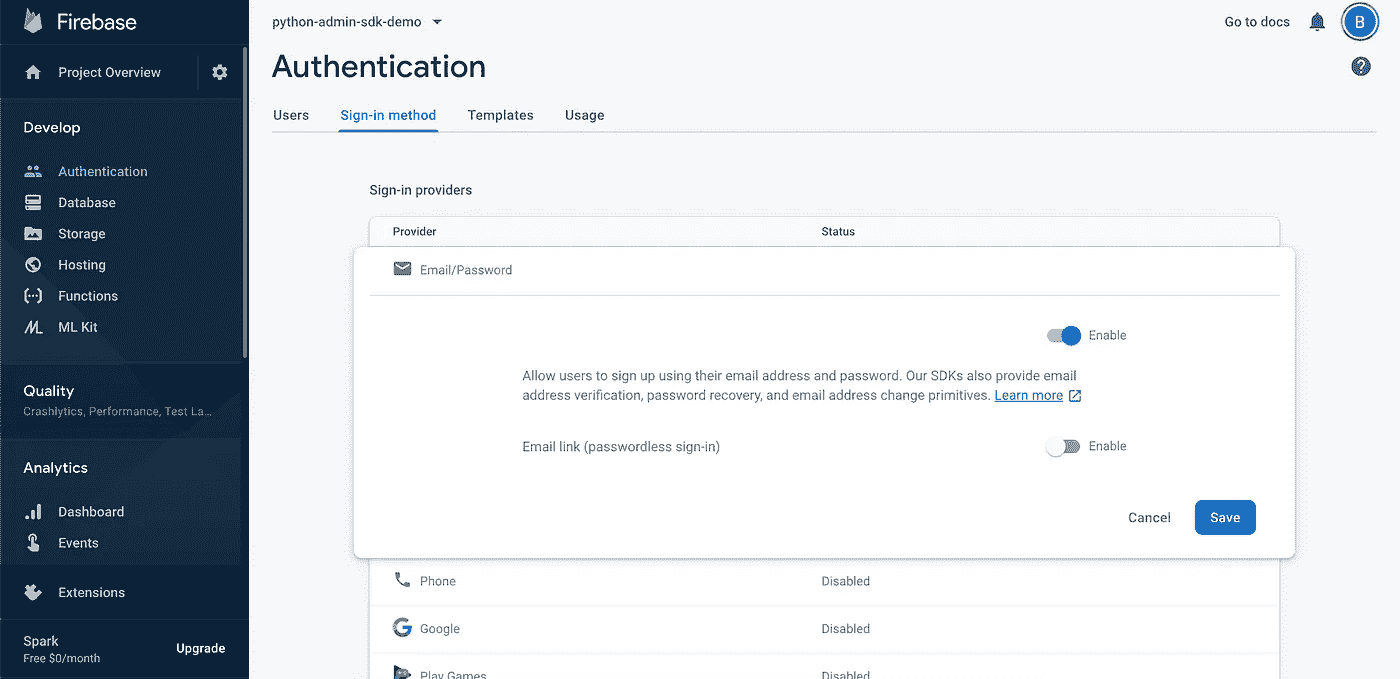 Firebase
Project Overview
Develop
Authentication
Database
Storage
Hosting
Functions
ML Kit
Quality
Crashlytics, Performance, Test La...
Analytics
Dashboard
Events
Extensions
Spark
Free $0/month
Upgrade
python-admin-sdk-demo
Go to docs
B
Authentication
Users
Sign-in method
Templates
Usage
Sign-in providers
Provider
Status
Email/Password
Enable
Allow users to sign up using their email address and password. Our SDKs also provide email
address verification, password recovery, and email address change primitives. Learn more
Email link (passwordless sign-in)
Enable
Cancel
Save
Phone
Disabled
Google
Disabled
Play Games
Disabled